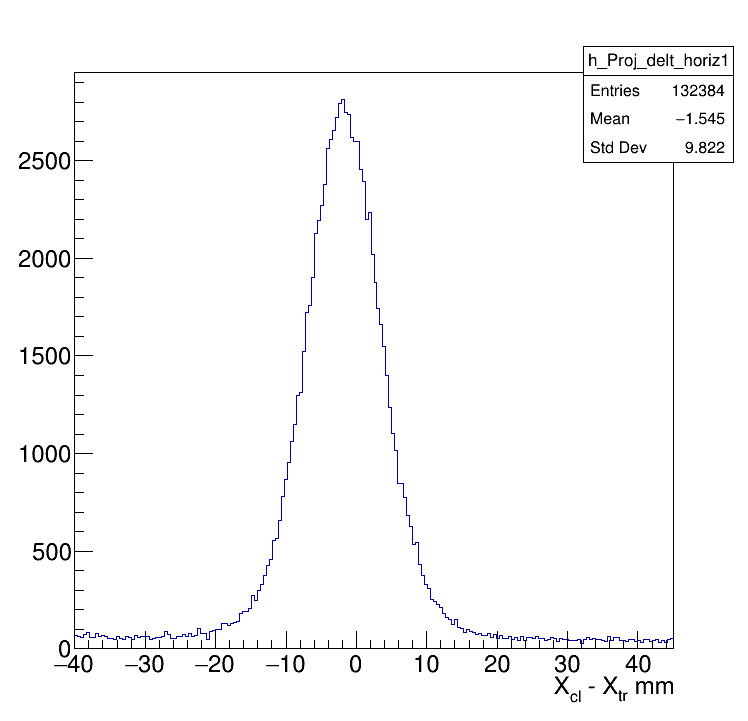 h_Proj_delt_horiz1
Entries 132384
Mean −1.545
Std Dev 9.822
2500
2000
1500
1000
500
0
−40 −30 −20 −10 0 10 20 30 40
X_cl - X_tr mm